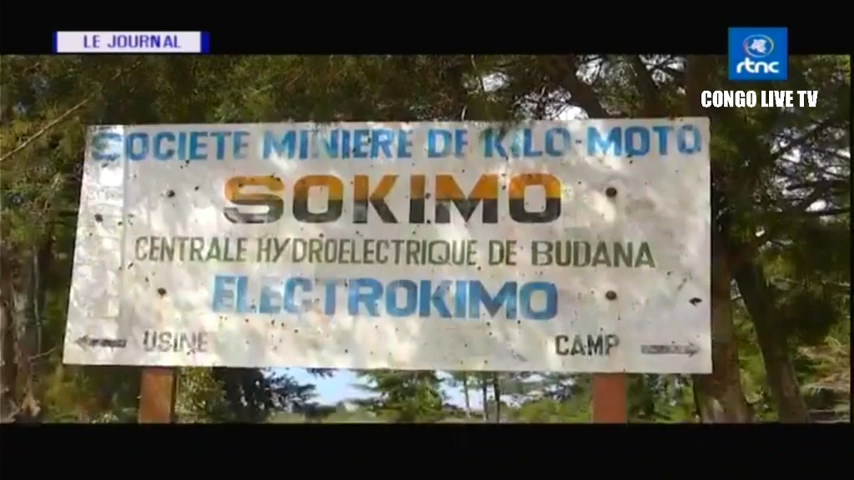 LE JOURNAL
rtnc
CONGO LIVE TV
SOCIETE MINIERE DE KILO-MOTO
SOKIMO
CENTRALE HYDROELECTRIQUE DE BUDANA
ELECTROKIMO
USINE CAMP